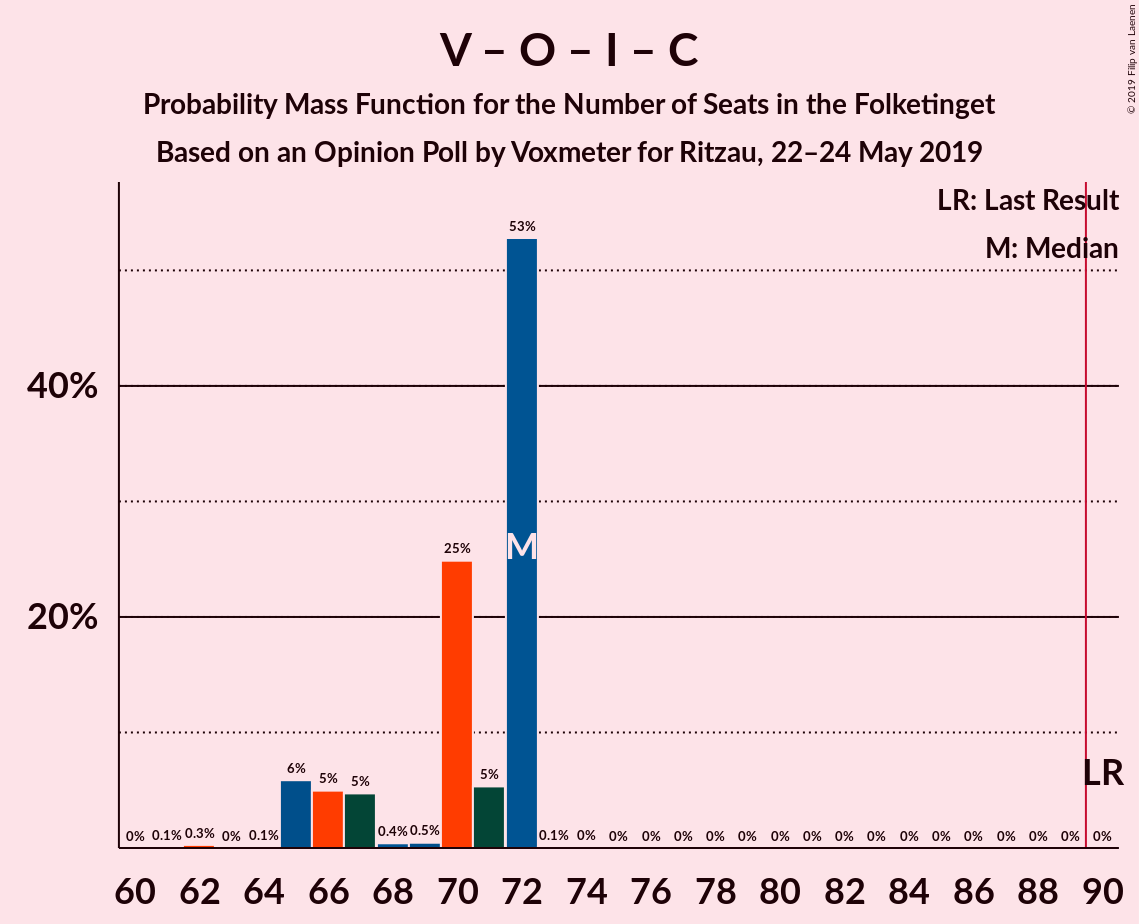 V – O – I – C
Probability Mass Function for the Number of Seats in the Folketinget
Based on an Opinion Poll by Voxmeter for Ritzau, 22–24 May 2019
© 2019 Filip van Laenen
LR: Last Result
M: Median
53%
40%
25%
M
20%
LR
0% 0.1% 0.3% 0% 0.1% 6% 5% 5% 0.4% 0.5% 5% 0.1% 0% 0% 0% 0% 0% 0% 0% 0% 0% 0% 0% 0% 0% 0% 0% 0% 0%
60 62 64 66 68 70 72 74 76 78 80 82 84 86 88 90